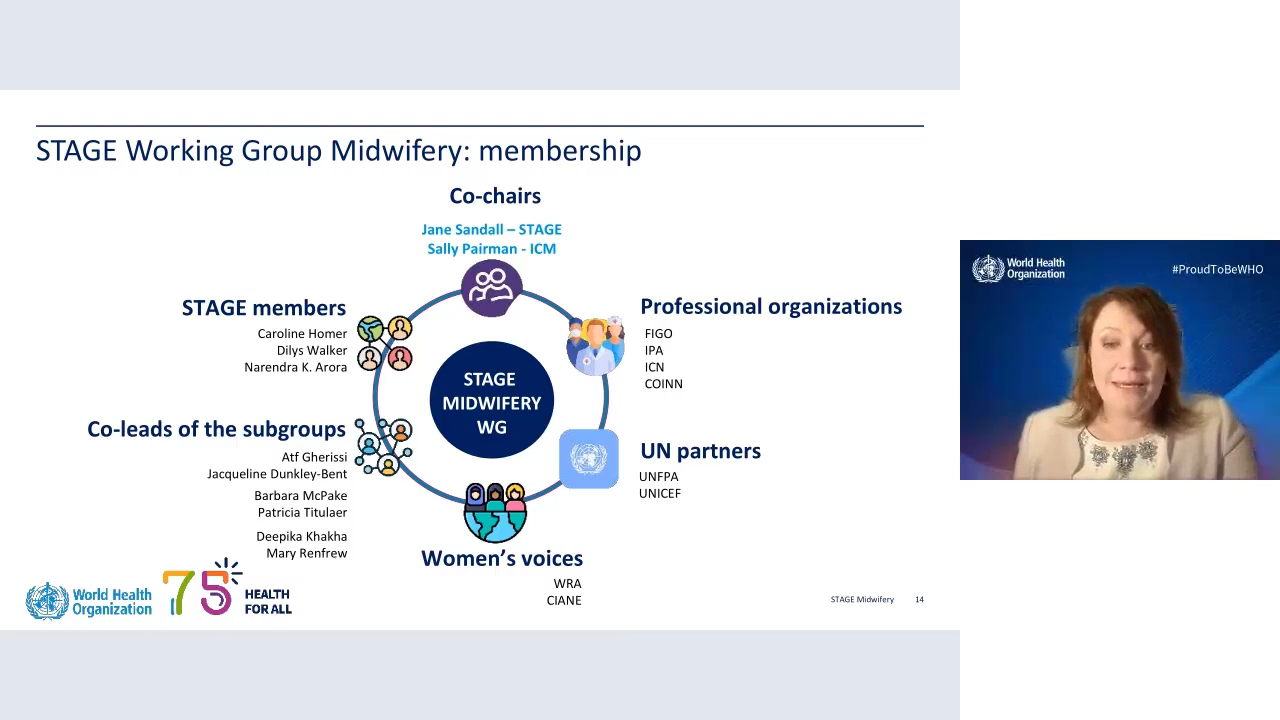 STAGE Working Group Midwifery: membership
Co-chairs
Jane Sandall – STAGE
Sally Pairman - ICM
STAGE members
Caroline Homer
Dilys Walker
Narendra K. Arora
Professional organizations
FIGO
IPA
ICN
COINN
STAGE
MIDWIFERY
WG
Co-leads of the subgroups
Atf Gherissi
Jacqueline Dunkley-Bent
Barbara McPake
Patricia Titulaer
Deepika Khakha
Mary Renfrew
UN partners
UNFPA
UNICEF
Women’s voices
WRA
CIANE
World Health
Organization
75
HEALTH
FOR ALL
STAGE Midwifery 14
World Health
Organization
#ProudToBeWHO